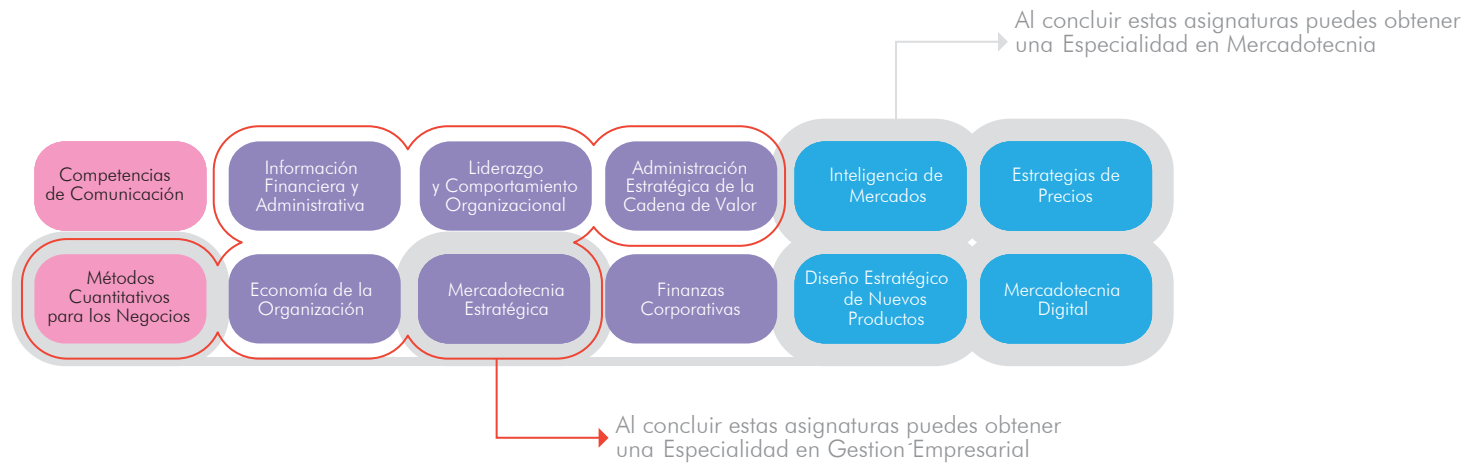 Al concluir estas asignaturas puedes obtener
una Especialidad en Mercadotecnia
Competencias
de Comunicación
Información
Financiera y
Administrativa
Liderazgo
y Comportamiento
Organizacional
Administración
Estratégica de la
Cadena de Valor
Inteligencia de
Mercados
Estrategias de
Precios
Métodos
Cuantitativos
para los Negocios
Economía de la
Organización
Mercadotecnia
Estratégica
Finanzas
Corporativas
Diseño Estratégico
de Nuevos
Productos
Mercadotecnia
Digital
Al concluir estas asignaturas puedes obtener
una Especialidad en Gestion´Empresarial